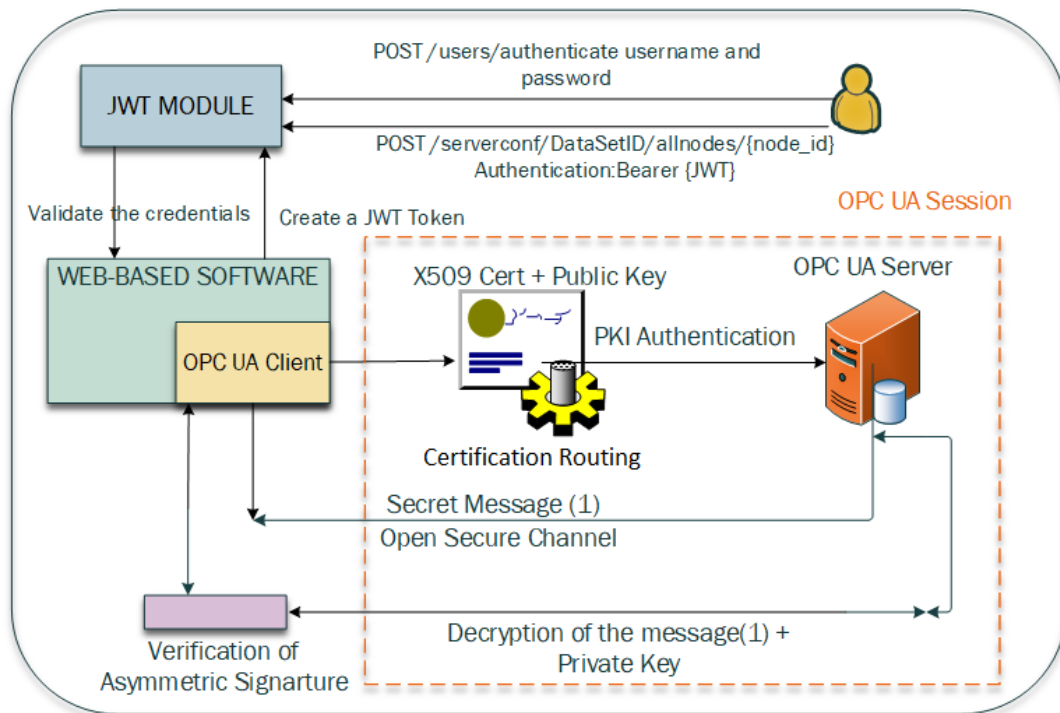 POST /users/authenticate username and
password
JWT MODULE
POST /serverconf/DataSetID/allnodes/{node_id}
Authentication:Bearer {JWT}
Validate the credentials
Create a JWT Token
OPC UA Session
WEB-BASED SOFTWARE
X509 Cert + Public Key
OPC UA Server
OPC UA Client
PKI Authentication
Certification Routing
Secret Message (1)
Open Secure Channel
Decryption of the message(1) +
Private Key
Verification of
Asymmetric Signarture